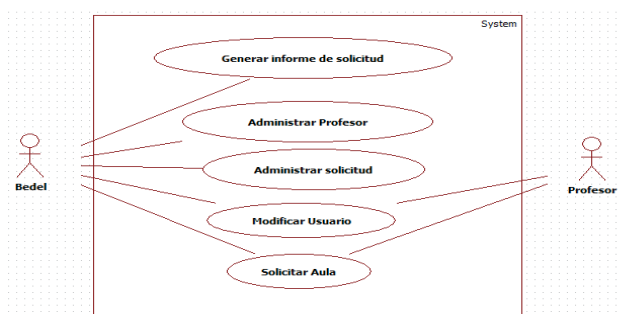 System
Generar informe de solicitud
Administrar Profesor
Administrar solicitud
Bedel
Profesor
Modificar Usuario
Solicitar Aula